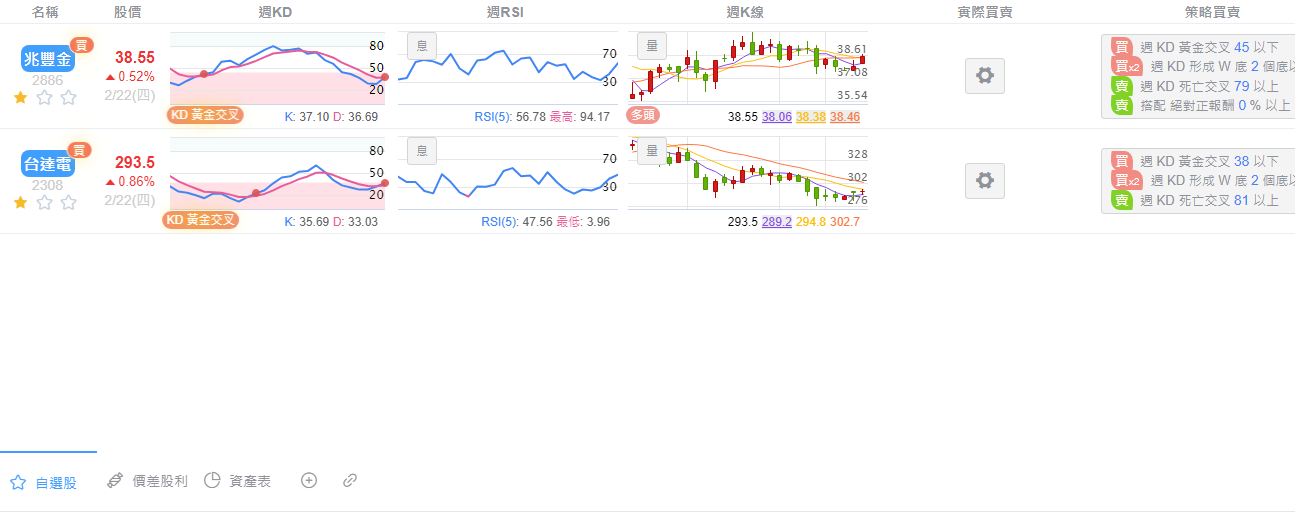 名稱 股價 週KD 週RSI 週K線 實際買賣 策略買賣
兆豐金 買
2886
38.55
0.52%
2/22(四)
80
50
20
KD 黃金交叉
K: 37.10 D: 36.69
息
70
30
RSI(5): 56.78 最高: 94.17
量
38.61
37.08
35.54
多頭
38.55 38.06 38.38 38.46
買 週 KD 黃金交叉 45 以下
買x2 週 KD 形成 W 底 2 個底以
賣 週 KD 死亡交叉 79 以上
賣 搭配 絕對正報酬 0 % 以上
台達電 買
2308
293.5
0.86%
2/22(四)
80
50
20
KD 黃金交叉
K: 35.69 D: 33.03
息
70
30
RSI(5): 47.56 最低: 3.96
量
328
302
276
293.5 289.2 294.8 302.7
買 週 KD 黃金交叉 38 以下
買x2 週 KD 形成 W 底 2 個底以
賣 週 KD 死亡交叉 81 以上
自選股 價差股利 資產表